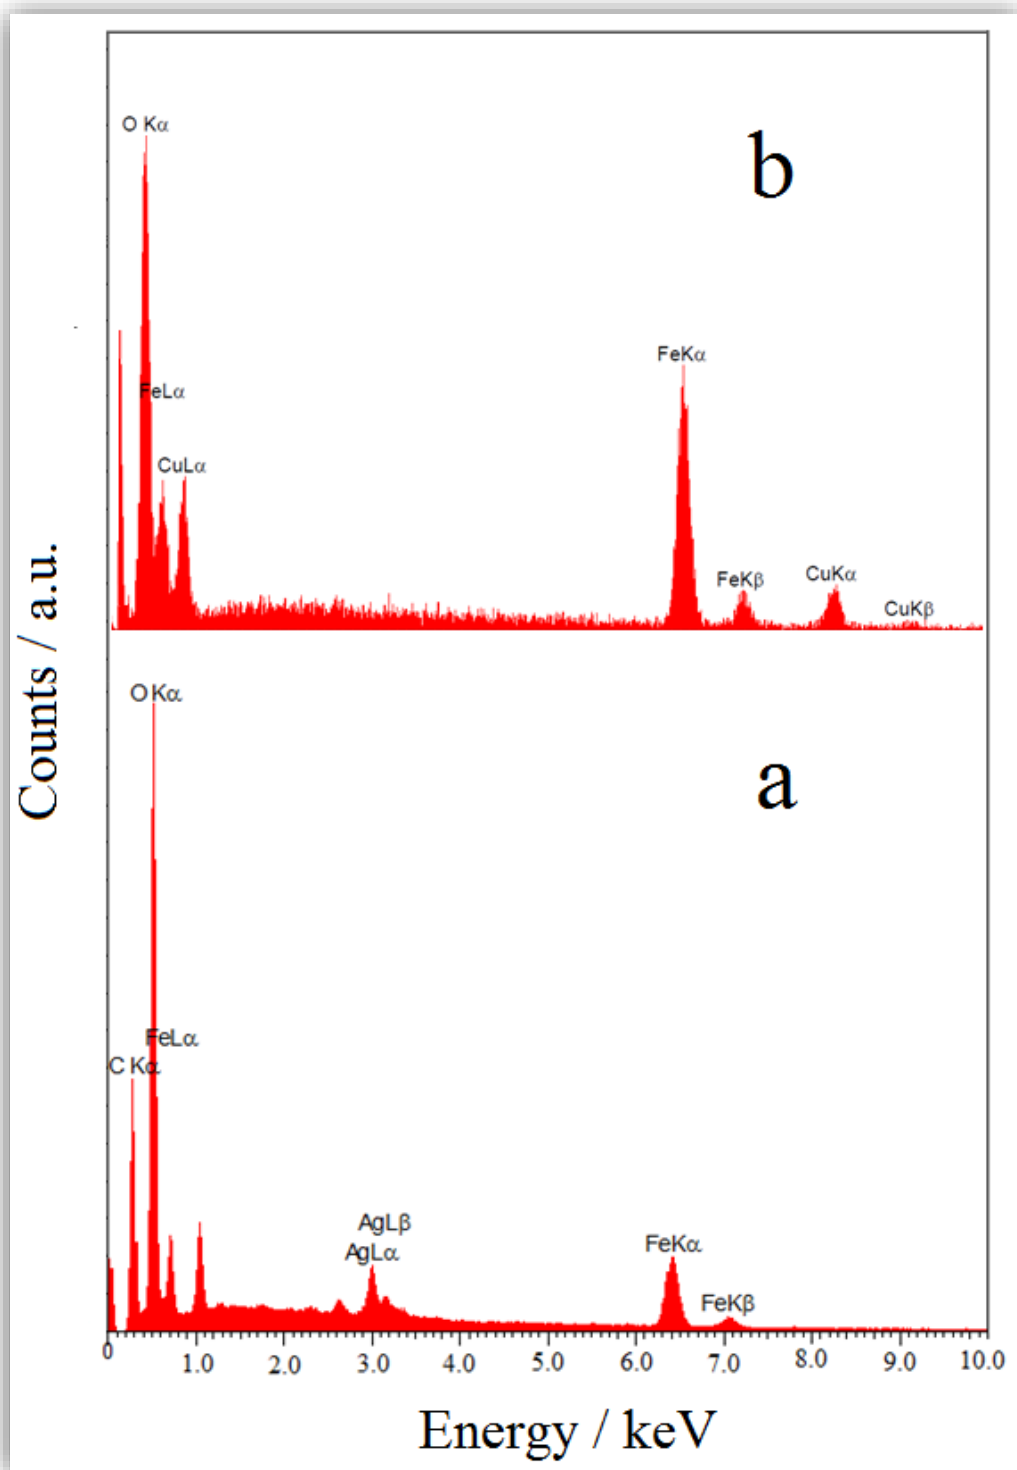 O Kα
b
FeKα
FeLα
CuLα
FeKβ
CuKα
CuKβ
OKα
a
FeLα
C Kα
AgLβ
AgLα
FeKα
FeKβ
Counts / a.u.
0 1.0 2.0 3.0 4.0 5.0 6.0 7.0 8.0 9.0 10.0
Energy / keV